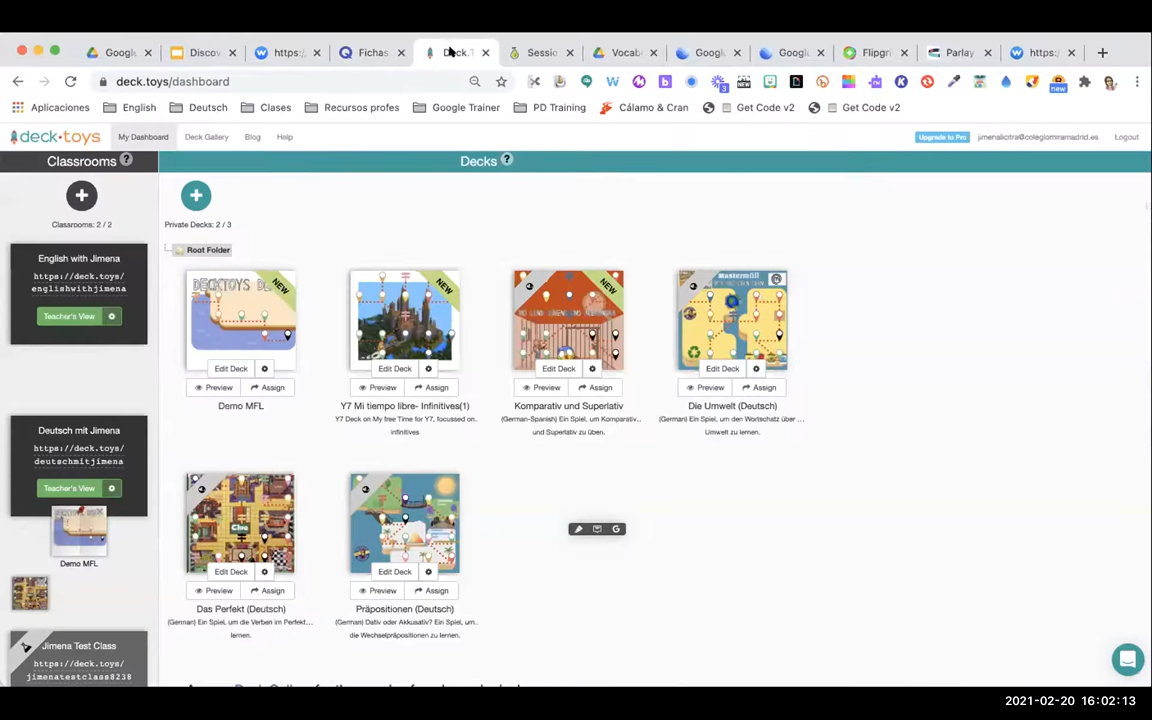 Google
Discov
https:/
Fichas
Deck.T
Sessio
Vocab
Google
Google
Flipgri
Parlay
https:
deck.toys/dashboard
Aplicaciones
English
Deutsch
Clases
Recursos profes
Google Trainer
PD Training
Cálamo & Cran
Get Code v2
Get Code v2
deck•toys
My Dashboard
Deck Gallery
Blog
Help
Upgrade to Pro
Logout
Classrooms ?
Decks ?
Classrooms: 2 / 2
Private Decks: 2 / 3
Root Folder
English with Jimena
https://deck.toys/
englishwithjimena
Teacher's View
Deutsch mit Jimena
https://deck.toys/
deutschmitjimena
Teacher's View
Demo MFL
Jimena Test Class
https://deck.toys/
jimenatestclass8238
NEW
Edit Deck
Preview
Assign
Demo MFL
NEW
Edit Deck
Preview
Assign
Y7 Mi tiempo libre- Infinitives(1)
Y7 Deck on My free Time for Y7, focussed on..
infinitives
NEW
Edit Deck
Preview
Assign
Komparativ und Superlativ
(German-Spanish) Ein Spiel, um Komparativ...
und Superlativ zu üben.
Mastermüll
Edit Deck
Preview
Assign
Die Umwelt (Deutsch)
(German) Ein Spiel, um den Wortschatz über ...
Umwelt zu lernen.
Clue
Edit Deck
Preview
Assign
Das Perfekt (Deutsch)
(German) Ein Spiel, um die Verben im Perfekt...
lernen.
Edit Deck
Preview
Assign
Präpositionen (Deutsch)
(German) Dativ oder Akkusativ? Ein Spiel, um..
die Wechselpräpositionen zu lernen.
2021-02-20 16:02:13